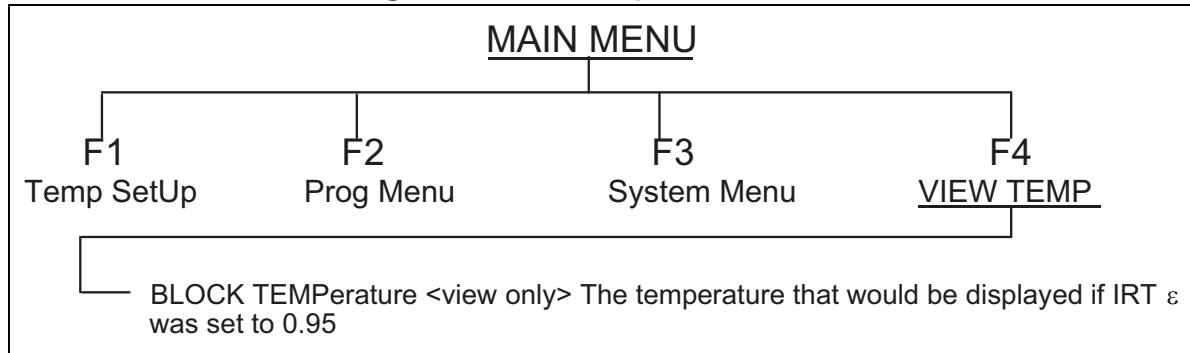 MAIN MENU
F1 F2 F3 F4
Temp SetUp Prog Menu System Menu VIEW TEMP
BLOCK TEMPerature <view only> The temperature that would be displayed if IRT ε
was set to 0.95